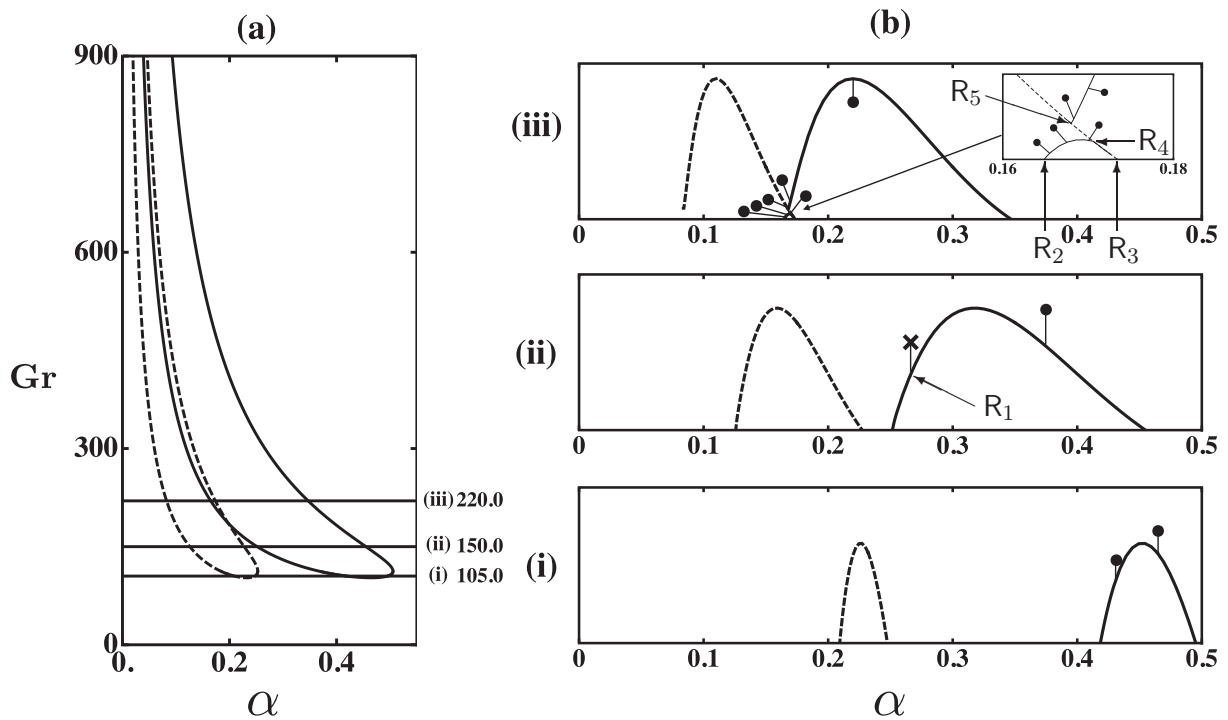 (a)
900
600
Gr
300
(iii) 220.0
(ii) 150.0
(i) 105.0
0
0. 0.2 0.4
α
(b)
(iii)
R5
R4
0.16 0.18
0 0.1 0.2 0.3 0.4 0.5
R2 R3
(ii)
R1
0 0.1 0.2 0.3 0.4 0.5
(i)
0 0.1 0.2 0.3 0.4 0.5
α